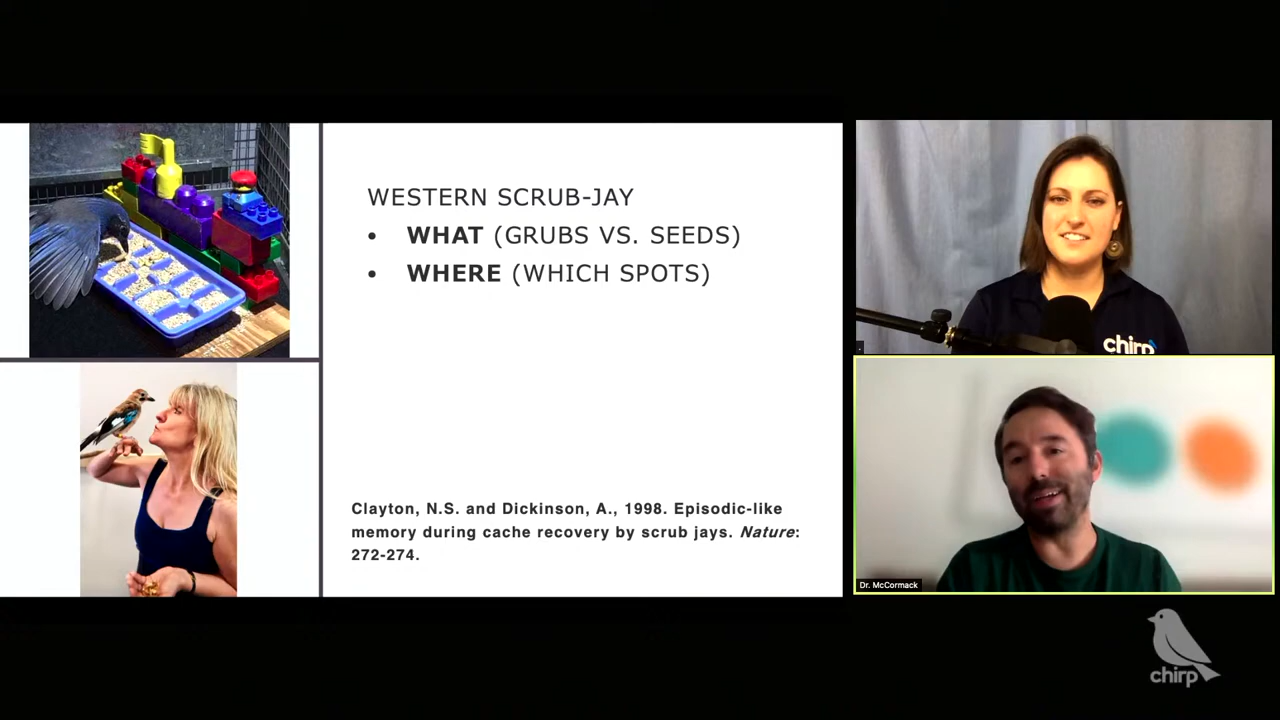 WESTERN SCRUB-JAY
• WHAT (GRUBS VS. SEEDS)
• WHERE (WHICH SPOTS)
Clayton, N.S. and Dickinson, A., 1998. Episodic-like
memory during cache recovery by scrub jays. Nature:
272-274.
chirp
Dr. McCormack
chirp